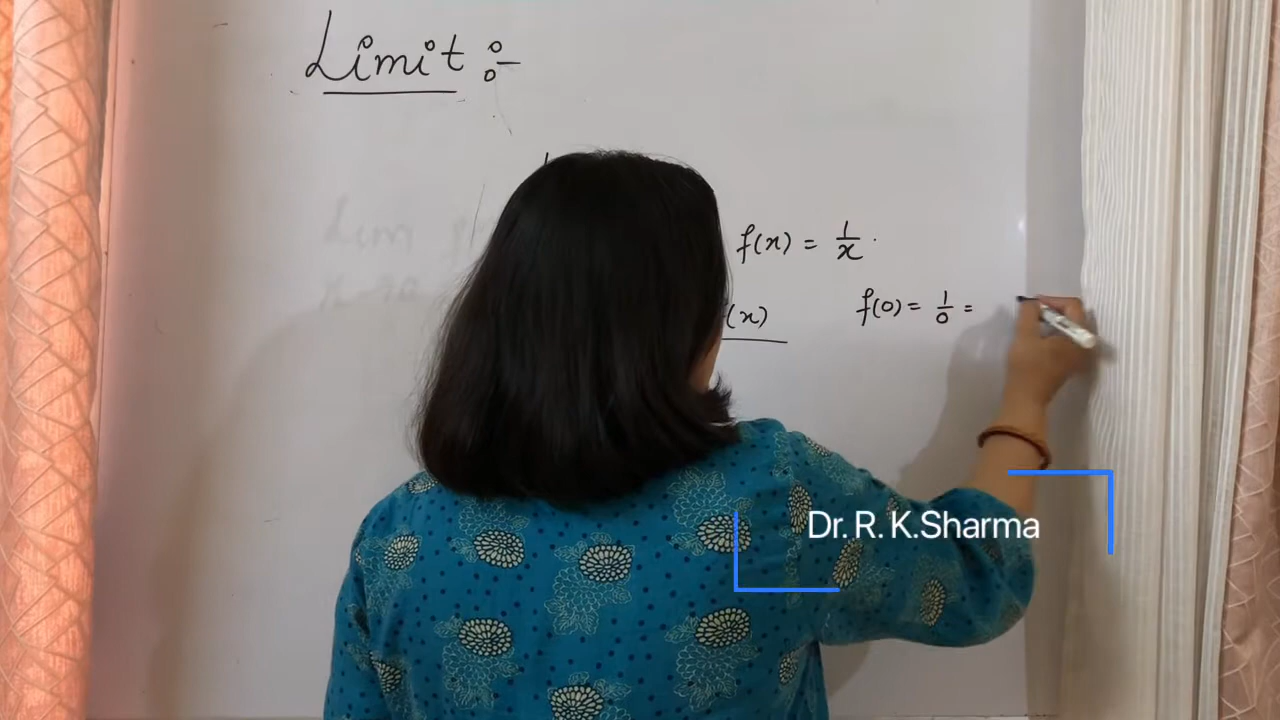 Limit :-
f(x) = 1/x
(x)
f(0) = 1/0 =
Dr. R. K.Sharma